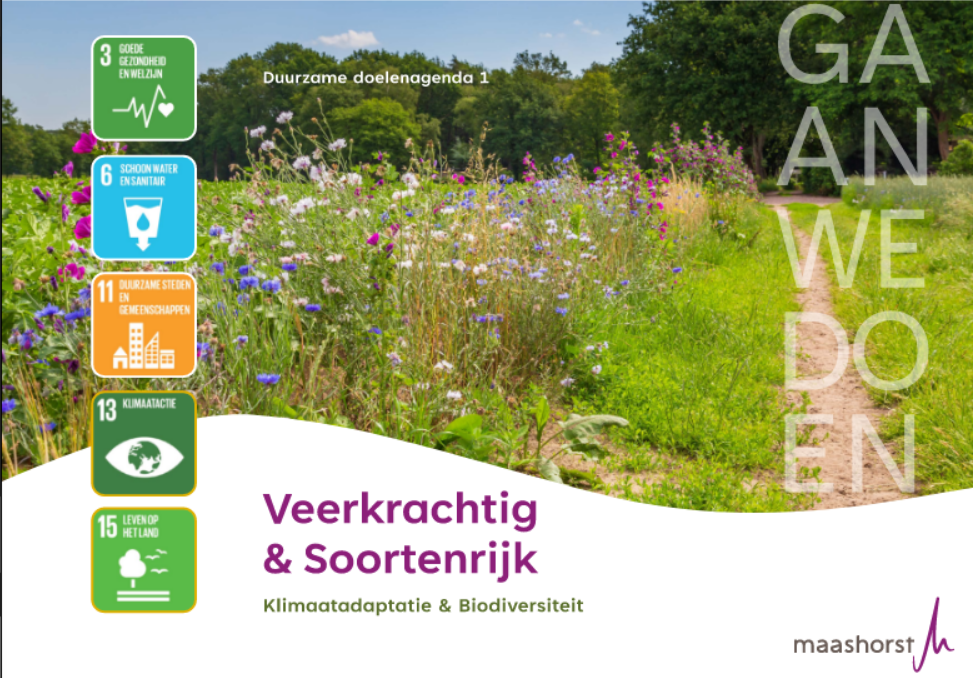 3 GOEDE
GEZONDHEID
EN WELZIJN
Duurzame doelenagenda 1
6 SCHOON WATER
EN SANITAIR
11 DUURZAME STEDEN
EN
GEMEENSCHAPPEN
13 KLIMAATACTIE
15 LEVEN OP
HET LAND
GA
AN
WE
DO
EN
Veerkrachtig
& Soortenrijk
Klimaatadaptatie & Biodiversiteit
maashorst